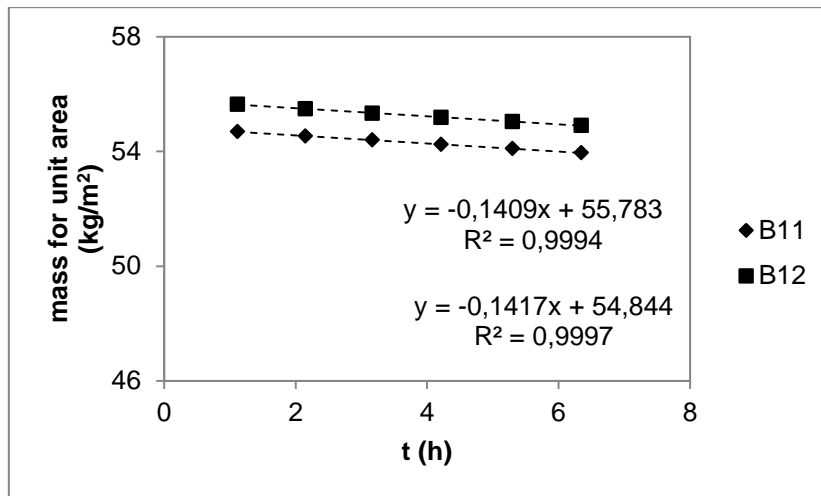 58
54
50
46
mass for unit area
(kg/m²)
y = -0,1409x + 55,783
R² = 0,9994
y = -0,1417x + 54,844
R² = 0,9997
B11
B12
0
2
4
6
8
t (h)